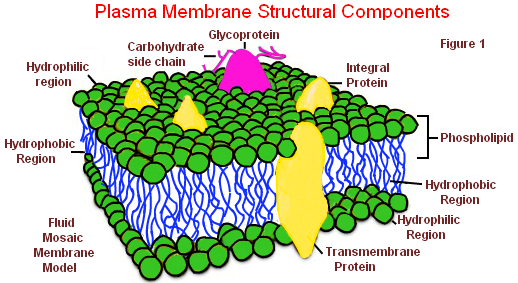 Plasma Membrane Structural Components
Glycoprotein
Figure 1
Carbohydrate
side chain
Hydrophilic
region
Integral
Protein
Phospholipid
Hydrophobic
Region
Hydrophobic
Region
Hydrophilic
Region
Fluid
Mosaic
Membrane
Model
Transmembrane
Protein